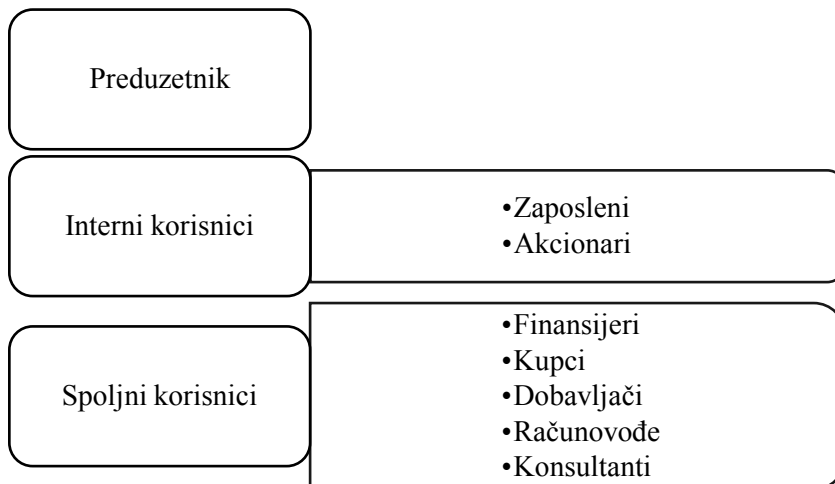 Preduzetnik
Interni korisnici
•Zaposleni
•Akcionari
Spoljni korisnici
•Finansijeri
•Kupci
•Dobavljači
•Računovođe
•Konsultanti